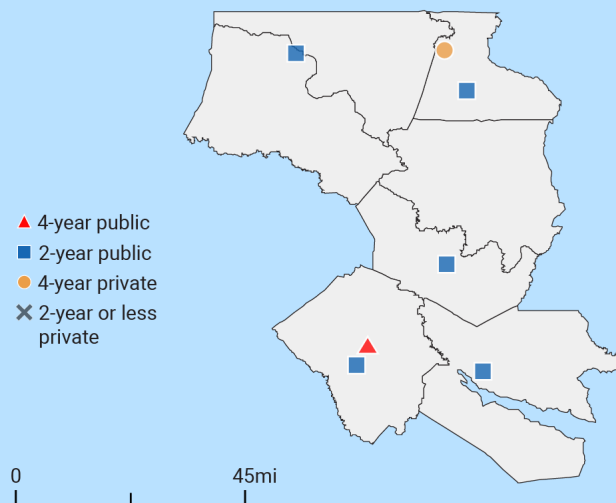 4-year public
2-year public
4-year private
2-year or less
private
0
45mi